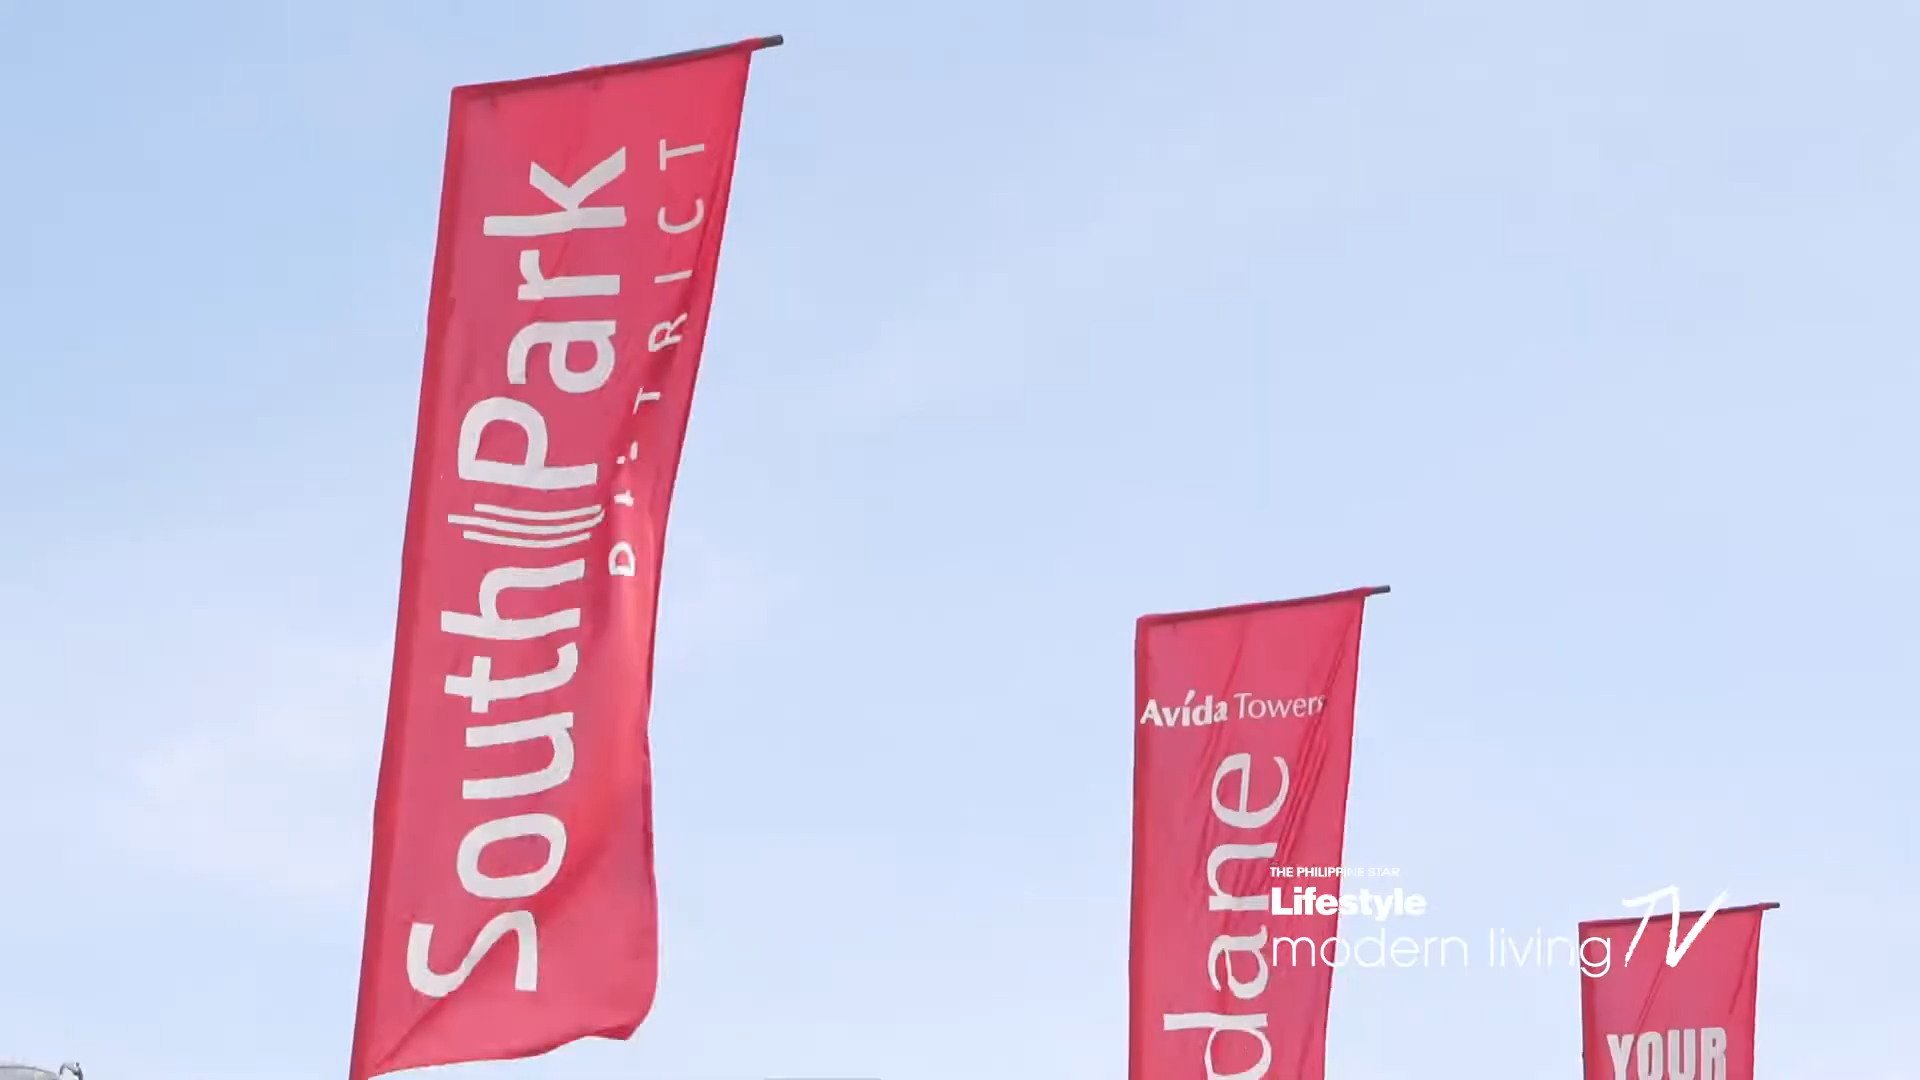 South Park
DISTRICT
Avída Towers
dane
THE PHILIPPINE STAR
Lifestyle
modern living TV
YOUR